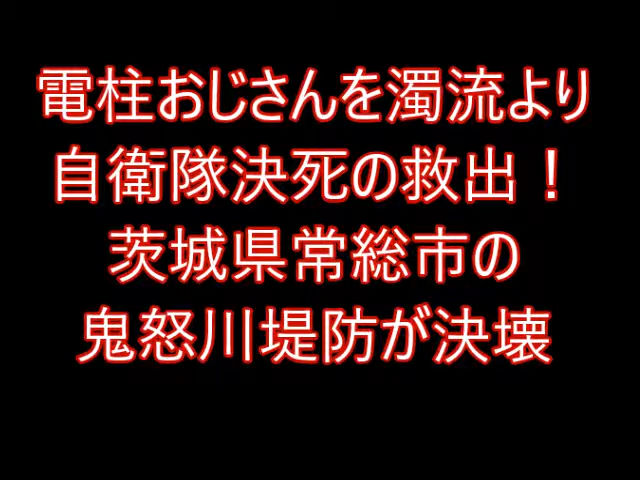 電柱おじさんを濁流より
自衛隊決死の救出！
茨城県常総市の
鬼怒川堤防が決壊